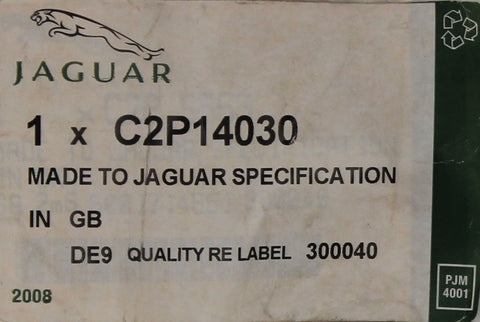 JAGUAR
1 x C2P14030
MADE TO JAGUAR SPECIFICATION
IN GB
DE9 QUALITY RE LABEL 300040
2008
PJM
4001